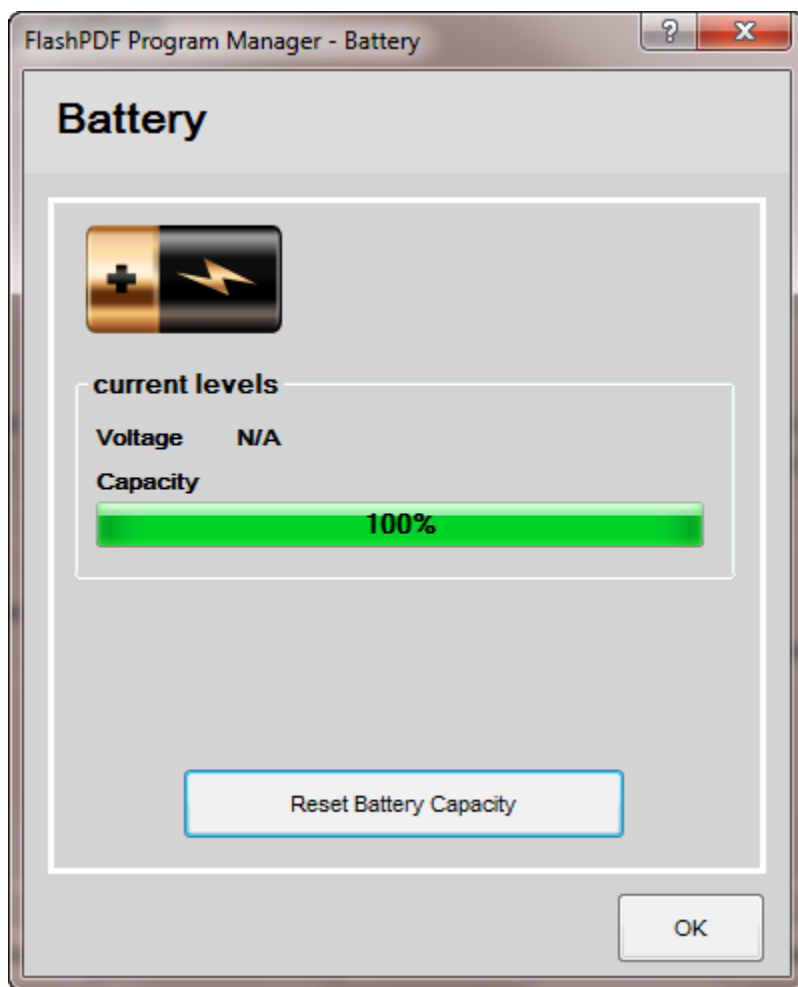 FlashPDF Program Manager - Battery
Battery
current levels
Voltage N/A
Capacity
100%
Reset Battery Capacity
OK